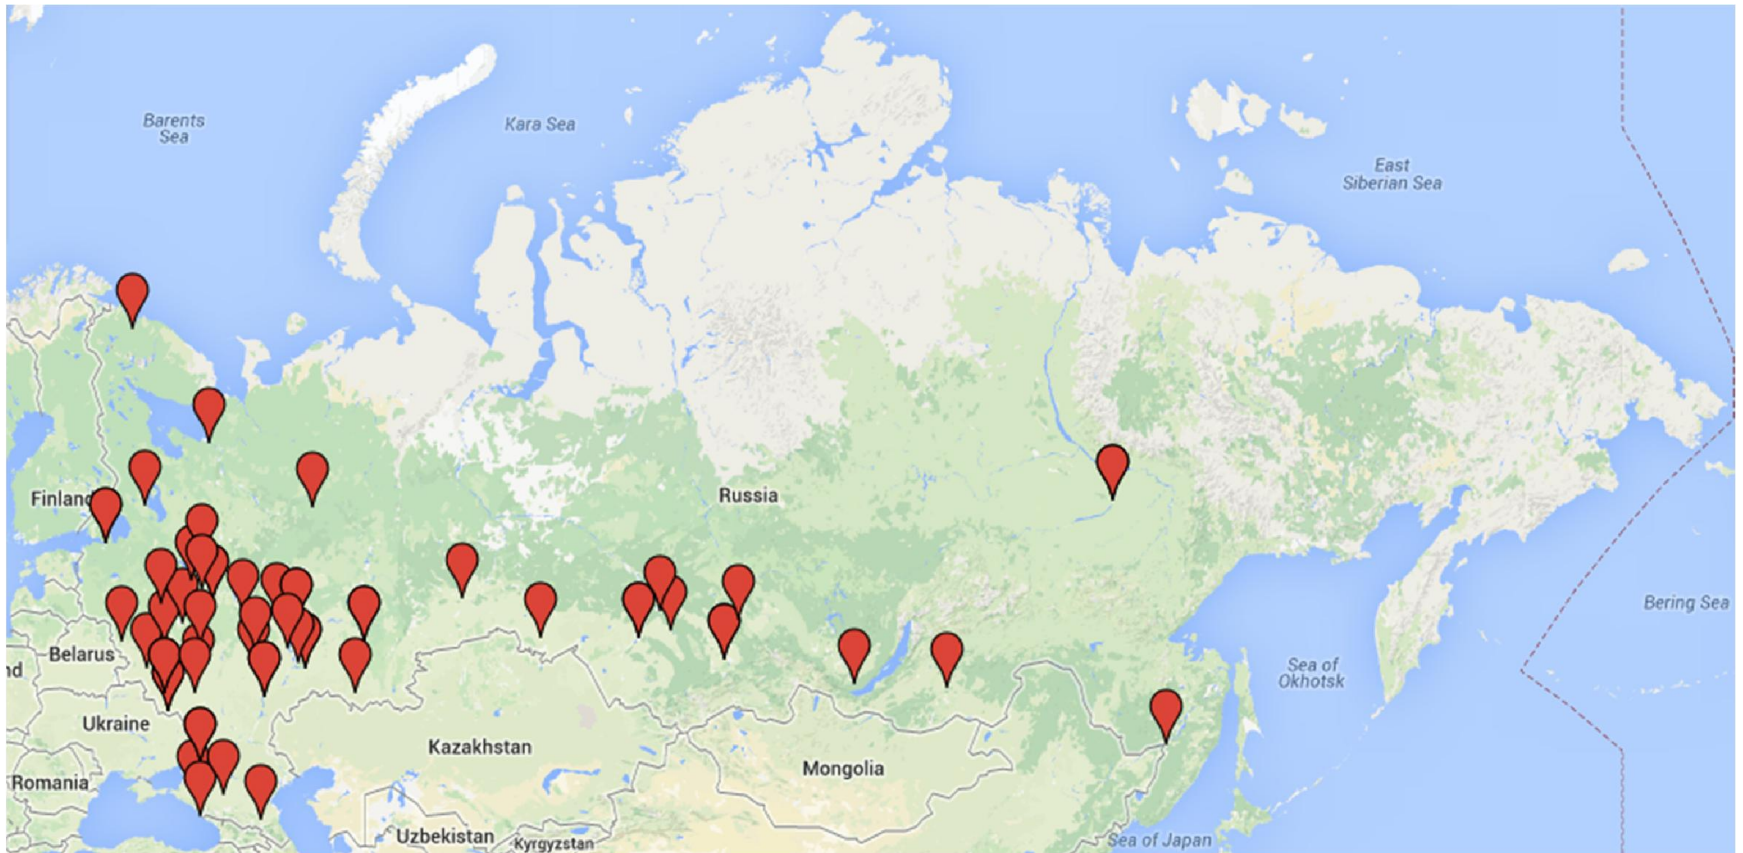 Barents
Sea
Kara Sea
East
Siberian Sea
Finland
Russia
Bering Sea
Belarus
nd
Sea of
Okhotsk
Ukraine
Kazakhstan
Mongolia
Romania
Uzbekistan
Kyrgyzstan
Sea of Japan